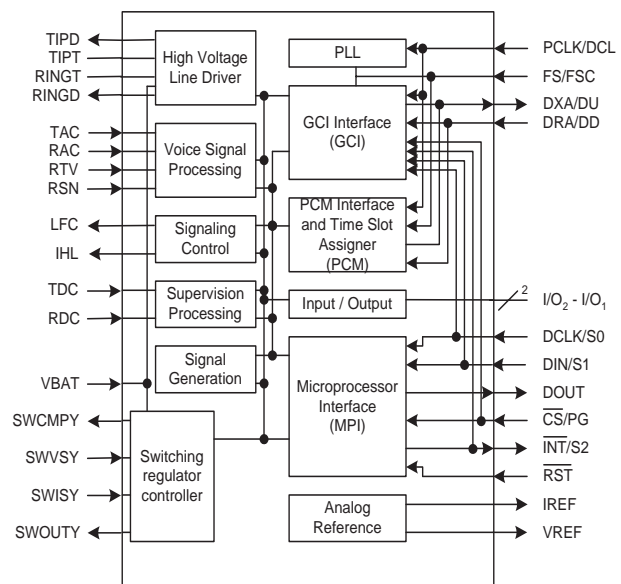 TIPD
TIPT
RINGT
RINGD
TAC
RAC
RTV
RSN
LFC
IHL
TDC
RDC
VBAT
SWCMPY
SWVSY
SWISY
SWOUTY
High Voltage
Line Driver
Voice Signal
Processing
Signaling
Control
Supervision
Processing
Signal
Generation
Switching
regulator
controller
PLL
GCI Interface
(GCI)
PCM Interface
and Time Slot
Assigner
(PCM)
Input / Output
Microprocessor
Interface
(MPI)
Analog
Reference
PCLK/DCL
FS/FSC
DXA/DU
DRA/DD
2
I/O2 - I/O1
DCLK/S0
DIN/S1
DOUT
CS/PG
INT/S2
RST
IREF
VREF